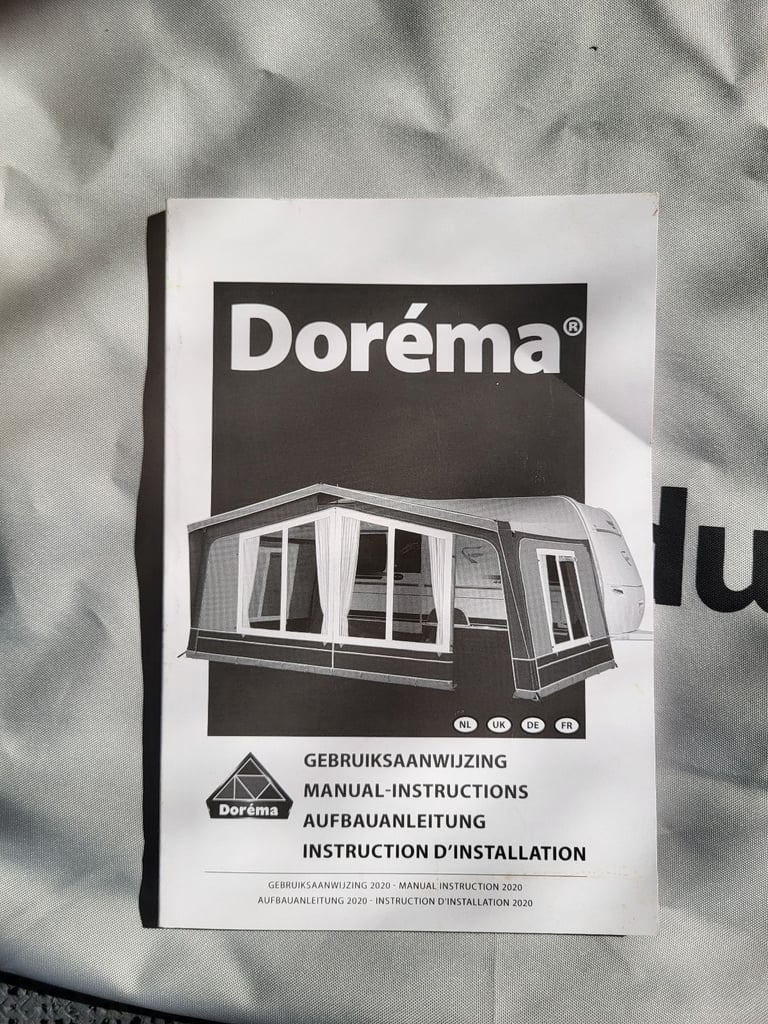 Doréma®
NL UK DE FR
Doréma
GEBRUIKSAANWIJZING
MANUAL-INSTRUCTIONS
AUFBAUANLEITUNG
INSTRUCTION D'INSTALLATION
GEBRUIKSAANWIJZING 2020 - MANUAL INSTRUCTION 2020
AUFBAUANLEITUNG 2020 - INSTRUCTION D'INSTALLATION 2020